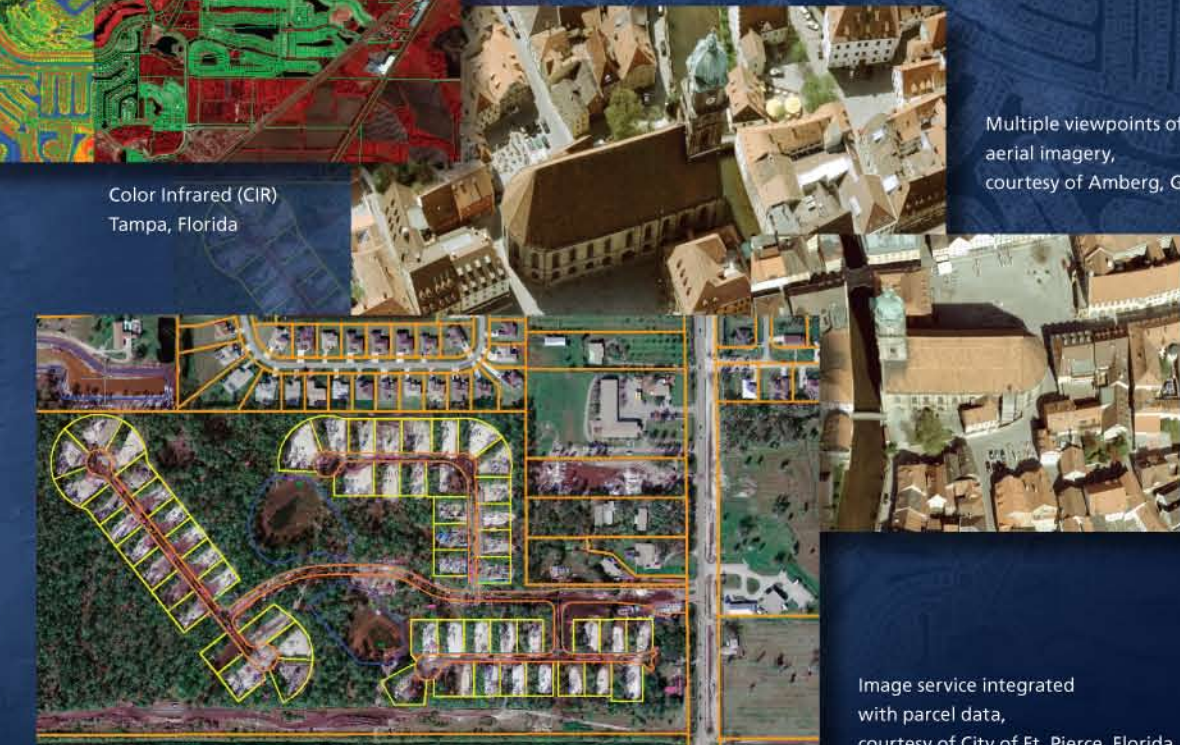 Color Infrared (CIR)
Tampa, Florida
Multiple viewpoints of
aerial imagery,
courtesy of Amberg, G
Image service integrated
with parcel data,
courtesy of City of Ft. Pierce, Florida